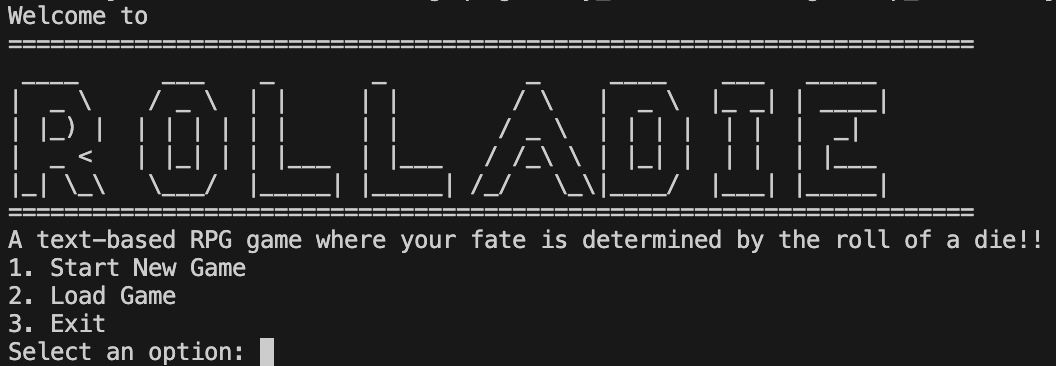 Welcome to
ROLLADIE
A text-based RPG game where your fate is determined by the roll of a die!!
1. Start New Game
2. Load Game
3. Exit
Select an option: